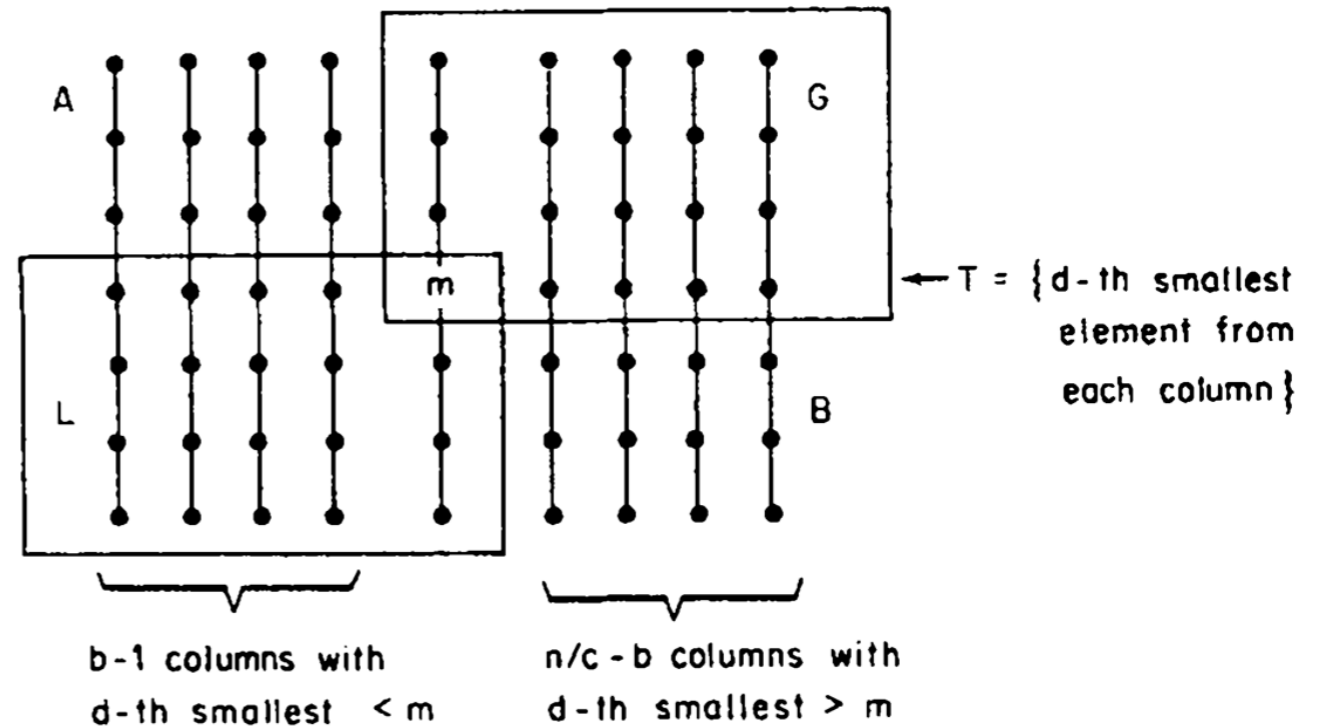 A
G
m
T = {d-th smallest
element from
each column}
L
B
b-1 columns with
d-th smallest < m
n/c - b columns with
d-th smallest > m